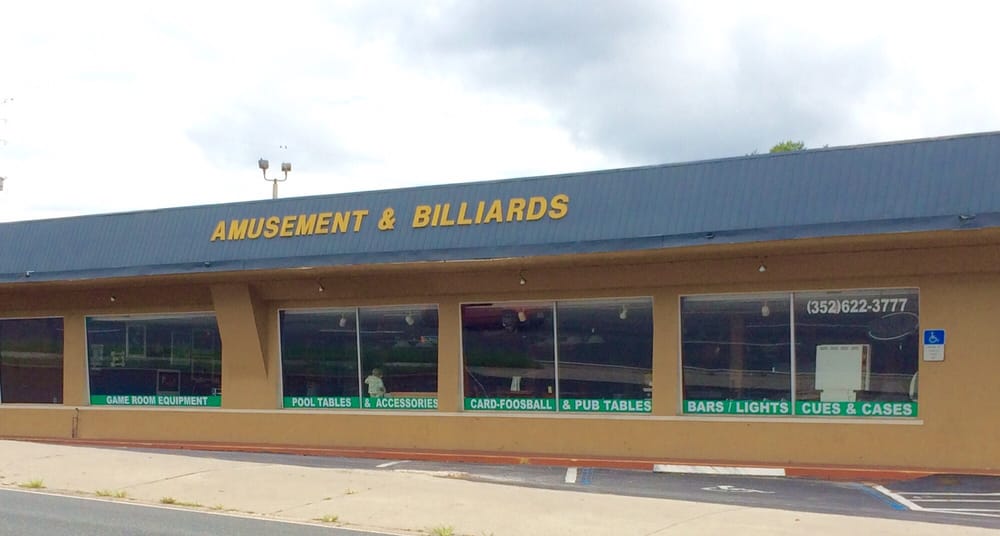 AMUSEMENT & BILLIARDS
(352)622-3777
GAME ROOM EQUIPMENT
POOL TABLES & ACCESSORIES
CARD-FOOSBALL & PUB TABLES
BARS / LIGHTS CUES & CASES